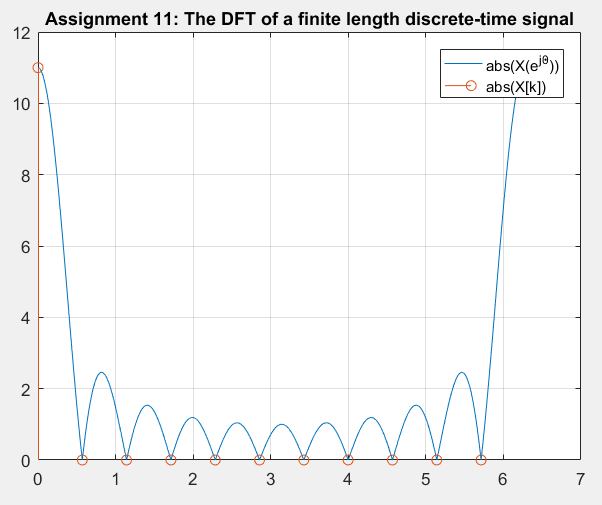 Assignment 11: The DFT of a finite length discrete-time signal
12
abs(X(e^jθ))
abs(X[k])
10
8
6
4
2
0
0 1 2 3 4 5 6 7